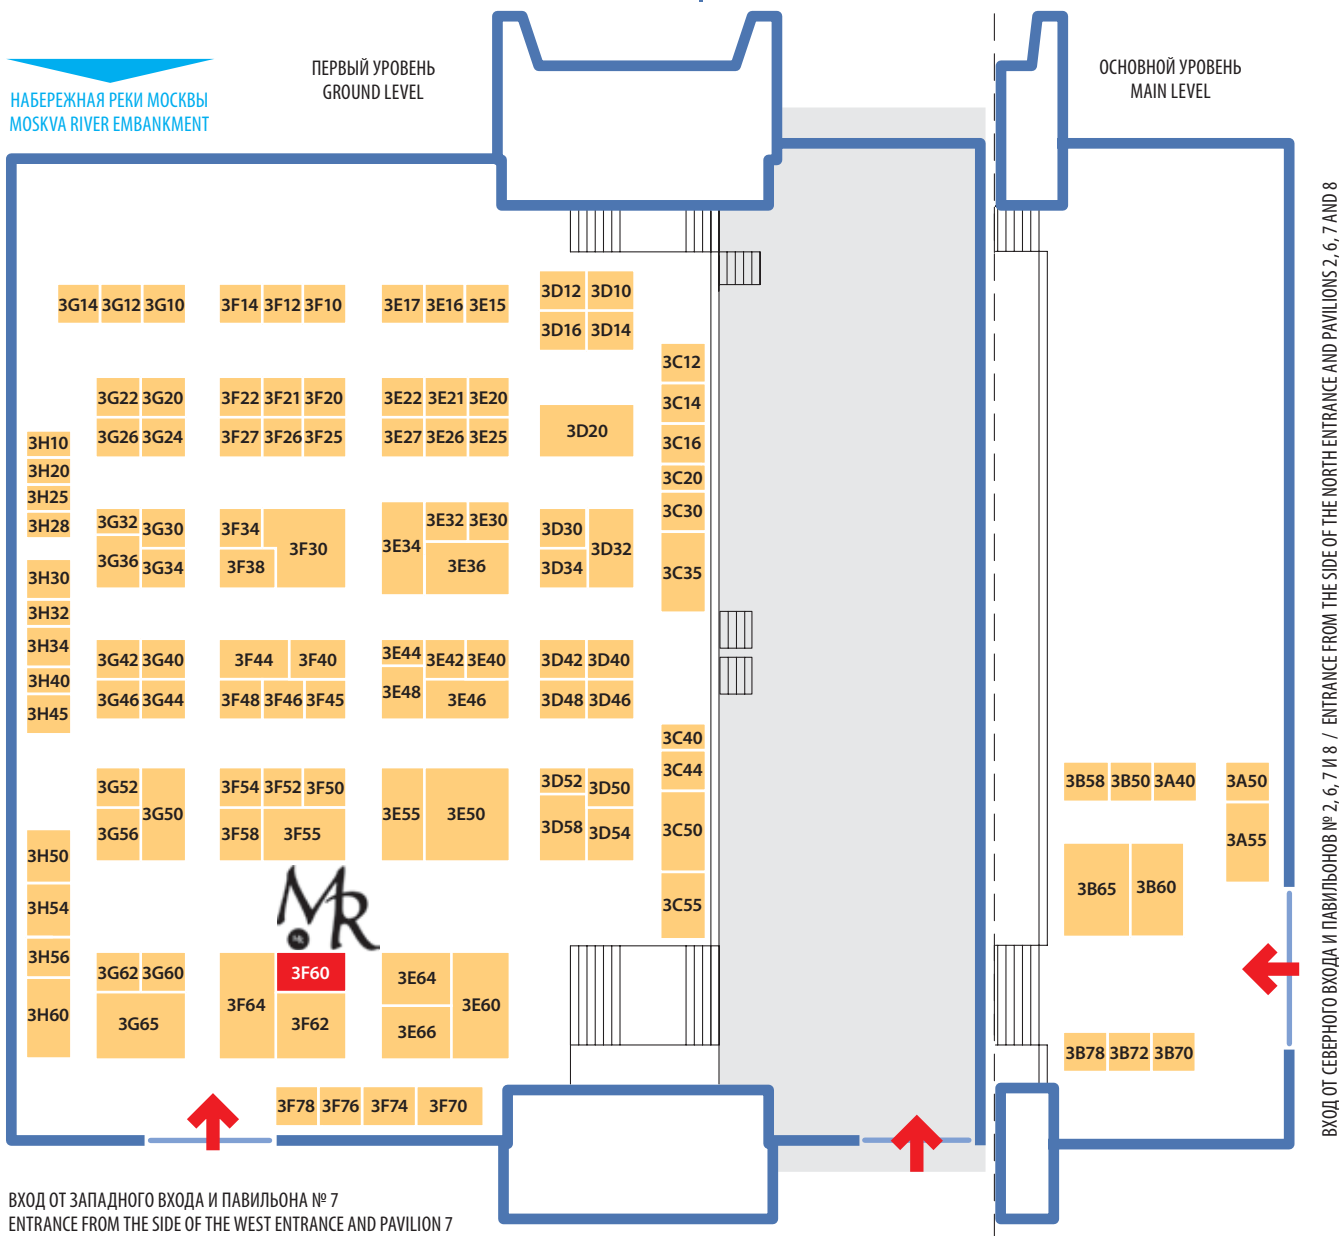 ПЕРВЫЙ УРОВЕНЬ
GROUND LEVEL
ОСНОВНОЙ УРОВЕНЬ
MAIN LEVEL
НАБЕРЕЖНАЯ РЕКИ МОСКВЫ
MOSKVA RIVER EMBANKMENT
3G14 3G12 3G10 3F14 3F12 3F10 3E17 3E16 3E15
3D12 3D10
3D16 3D14
3C12
3C14
3C16
3C20
3C30
3C35
3G22 3G20 3F22 3F21 3F20 3E22 3E21 3E20
3G26 3G24 3F27 3F26 3F25 3E27 3E26 3E25
3D20
3H10
3H20
3H25
3H28
3H30
3H32
3H34
3H40
3H45
3G32 3G30
3G36 3G34
3F34 3F30
3F38
3E34 3E32 3E30
3E36
3D30 3D32
3D34
3G42 3G40 3F44 3F40 3E44 3E42 3E40 3D42 3D40
3G46 3G44 3F48 3F46 3F45 3E48 3E46 3D48 3D46
3C40
3C44
3C50
3C55
3G52 3G50
3G56
3F54 3F52 3F50
3F58 3F55
3E55 3E50
3D52 3D50
3D58 3D54
3H50
3H54
3H56
3H60
MR
MR
3G62 3G60
3G65
3F64 3F60
3F62
3E64 3E60
3E66
3F78 3F76 3F74 3F70
3B58 3B50 3A40 3A50
3A55
3B65 3B60
3B78 3B72 3B70
ВХОД ОТ СЕВЕРНОГО ВХОДА И ПАВИЛЬОНОВ № 2, 6, 7 И 8 / ENTRANCE FROM THE SIDE OF THE NORTH ENTRANCE AND PAVILIONS 2, 6, 7 AND 8
ВХОД ОТ ЗАПАДНОГО ВХОДА И ПАВИЛЬОНА № 7
ENTRANCE FROM THE SIDE OF THE WEST ENTRANCE AND PAVILION 7